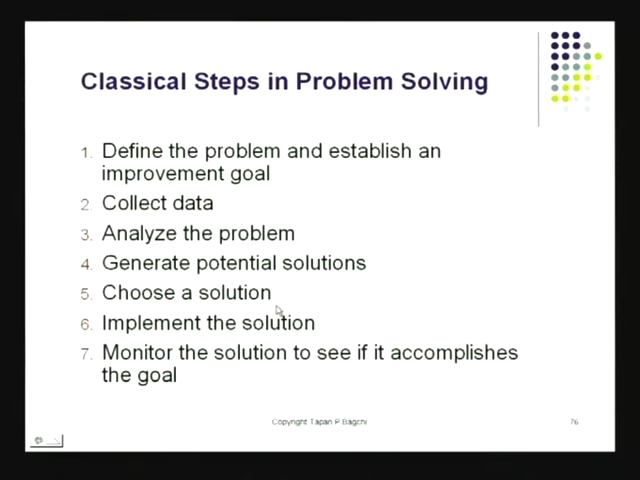 Classical Steps in Problem Solving
1. Define the problem and establish an
improvement goal
2. Collect data
3. Analyze the problem
4. Generate potential solutions
5. Choose a solution
6. Implement the solution
7. Monitor the solution to see if it accomplishes
the goal
Copyright Tapan P Bagchi
76